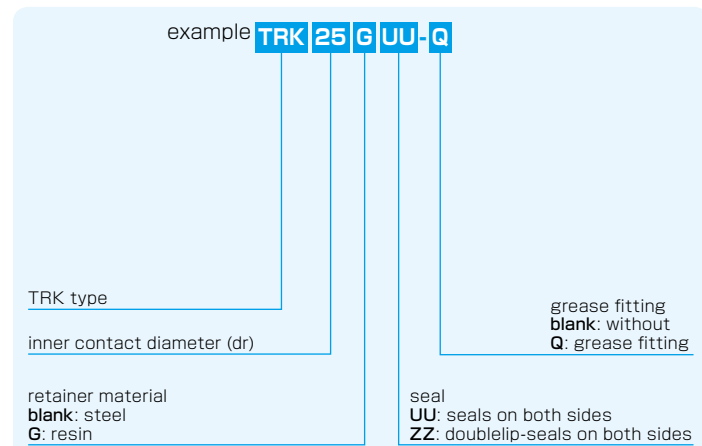 example TRK 25 G UU-Q
TRK type
inner contact diameter (dr)
retainer material
blank: steel
G: resin
grease fitting
blank: without
Q: grease fitting
seal
UU: seals on both sides
ZZ: doublelip-seals on both sides